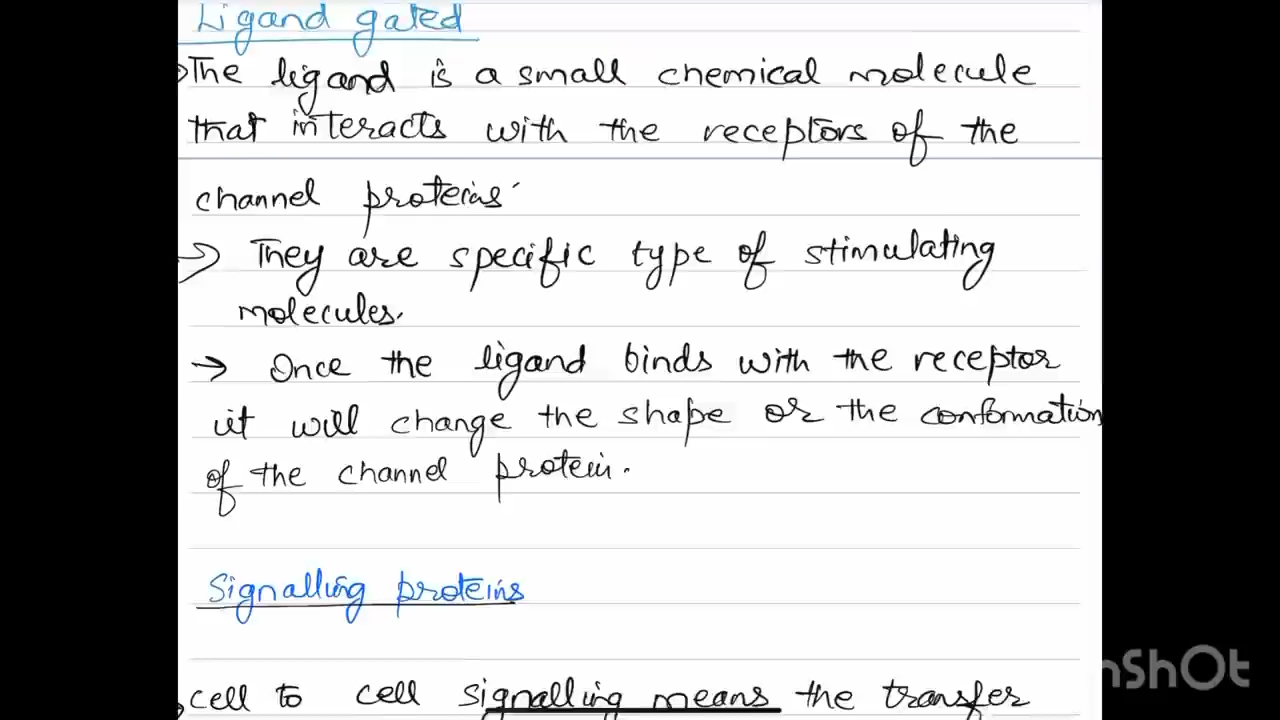 Ligand gated
→ The ligand is a small chemical molecule
that interacts with the receptors of the
channel proteins.
→ They are specific type of stimulating
molecules.
→ Once the ligand binds with the receptor
it will change the shape or the conformation
of the channel protein.
Signalling proteins
nShOt
→ cell to cell signalling means the transfer